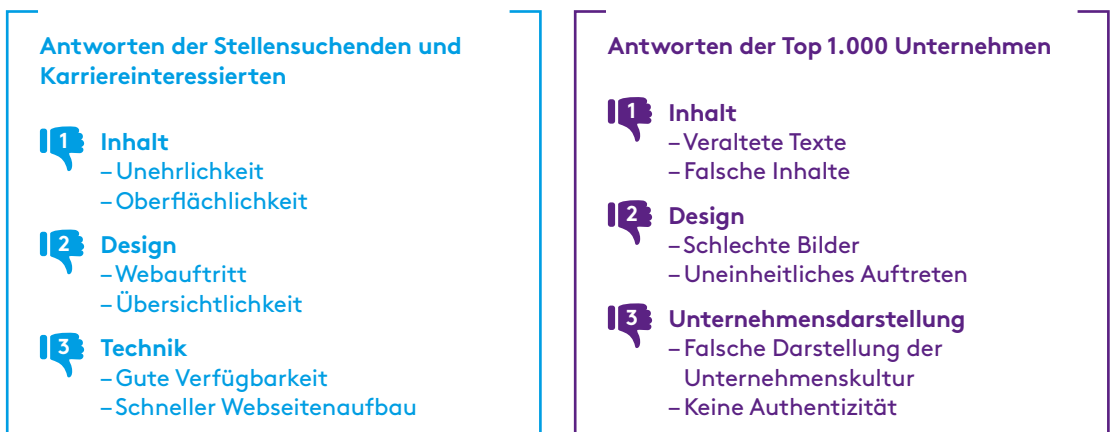 Antworten der Stellensuchenden und
Karriereinteressierten
1 Inhalt
– Unehrlichkeit
– Oberflächlichkeit
2 Design
– Webauftritt
– Übersichtlichkeit
3 Technik
– Gute Verfügbarkeit
– Schneller Webseitenaufbau
Antworten der Top 1.000 Unternehmen
1 Inhalt
– Veraltete Texte
– Falsche Inhalte
2 Design
– Schlechte Bilder
– Uneinheitliches Auftreten
3 Unternehmensdarstellung
– Falsche Darstellung der
Unternehmenskultur
– Keine Authentizität